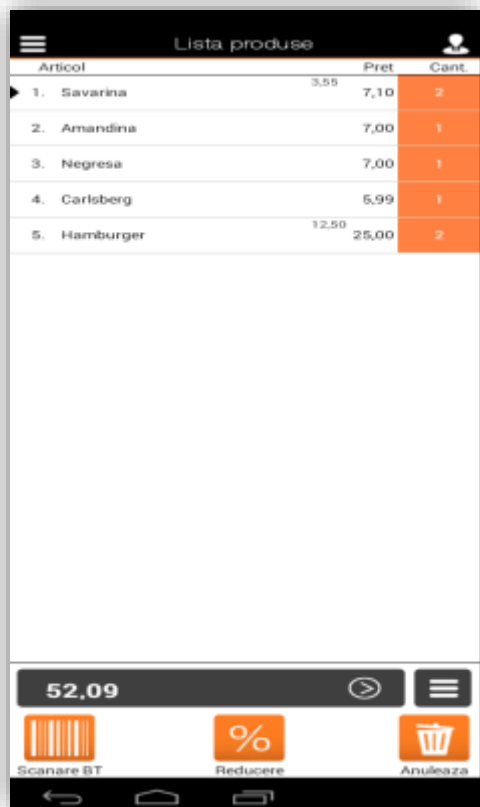 Lista produse
Articol Pret Cant.
1. Savarina 3,55 7,10 2
2. Amandina 7,00 1
3. Negresa 7,00 1
4. Carlsberg 5,99 1
5. Hamburger 12,50 25,00 2
52,09
%
Scanare BT Reducere Anuleaza